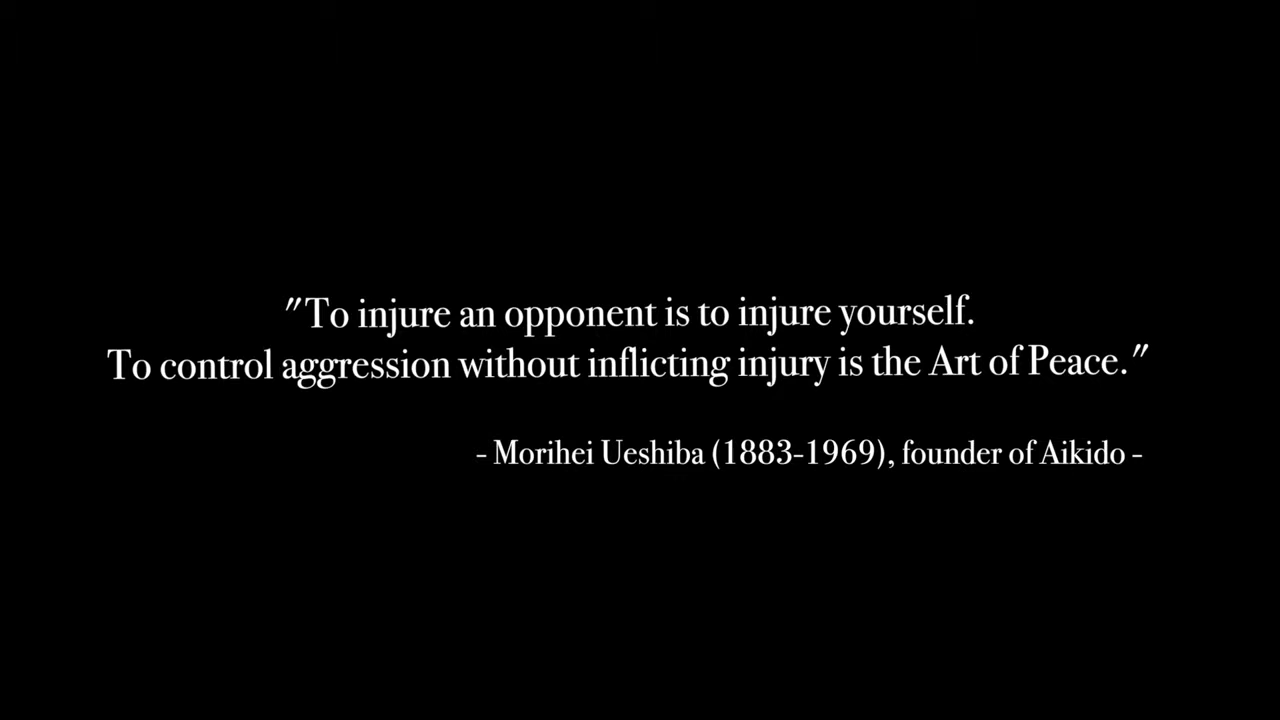 "To injure an opponent is to injure yourself.
To control aggression without inflicting injury is the Art of Peace."
- Morihei Ueshiba (1883-1969), founder of Aikido -